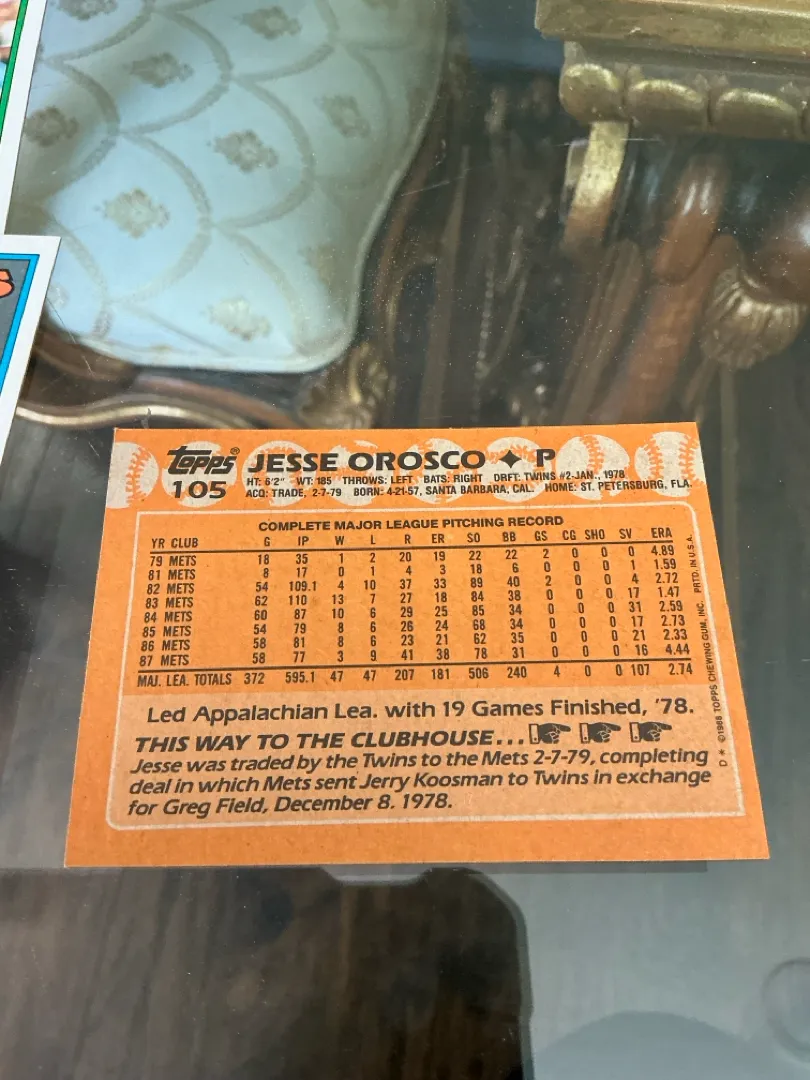 Topps® JESSE OROSCO ✦ P
105 HT: 6'2" WT: 185 THROWS: LEFT BATS: RIGHT DRFT: TWINS #2-JAN., 1978
ACQ: TRADE, 2-7-79 BORN: 4-21-57, SANTA BARBARA, CAL. HOME: ST. PETERSBURG, FLA.
COMPLETE MAJOR LEAGUE PITCHING RECORD
YR CLUB G IP W L R ER SO BB GS CG SHO SV ERA
79 METS 18 35 1 2 20 19 22 22 2 0 0 0 4.89
81 METS 8 17 0 1 4 3 18 6 0 0 0 1 1.59
82 METS 54 109.1 4 10 37 33 89 40 2 0 0 4 2.72
83 METS 62 110 13 7 27 18 84 38 0 0 0 17 1.47
84 METS 60 87 10 6 29 25 85 34 0 0 0 31 2.59
85 METS 54 79 8 6 26 24 68 34 0 0 0 17 2.73
86 METS 58 81 8 6 23 21 62 35 0 0 0 21 2.33
87 METS 58 77 3 9 41 38 78 31 0 0 0 16 4.44
MAJ. LEA. TOTALS 372 595.1 47 47 207 181 506 240 4 0 0 107 2.74
Led Appalachian Lea. with 19 Games Finished, '78.
THIS WAY TO THE CLUBHOUSE...
Jesse was traded by the Twins to the Mets 2-7-79, completing
deal in which Mets sent Jerry Koosman to Twins in exchange
for Greg Field, December 8, 1978.
D * ©1988 TOPPS CHEWING GUM, INC. PRTD. IN U.S.A.